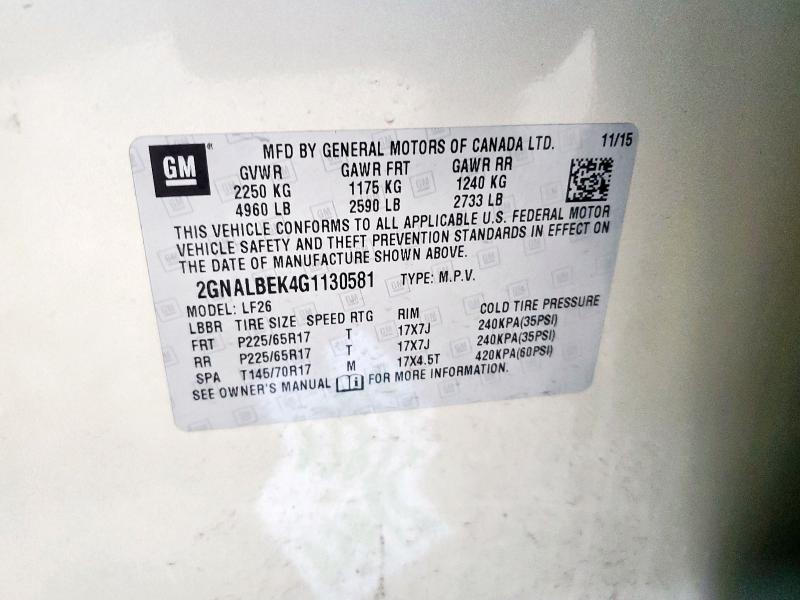 GM ® MFD BY GENERAL MOTORS OF CANADA LTD. 11/15
GVWR GAWR FRT GAWR RR
2250 KG 1175 KG 1240 KG
4960 LB 2590 LB 2733 LB
THIS VEHICLE CONFORMS TO ALL APPLICABLE U.S. FEDERAL MOTOR
VEHICLE SAFETY AND THEFT PREVENTION STANDARDS IN EFFECT ON
THE DATE OF MANUFACTURE SHOWN ABOVE.
2GNALBEK4G1130581 TYPE: M.P.V.
MODEL: LF26
LBBR TIRE SIZE SPEED RTG RIM COLD TIRE PRESSURE
FRT P225/65R17 T 17X7J 240KPA(35PSI)
RR P225/65R17 T 17X7J 240KPA(35PSI)
SPA T145/70R17 M 17X4.5T 420KPA(60PSI)
SEE OWNER'S MANUAL FOR MORE INFORMATION.